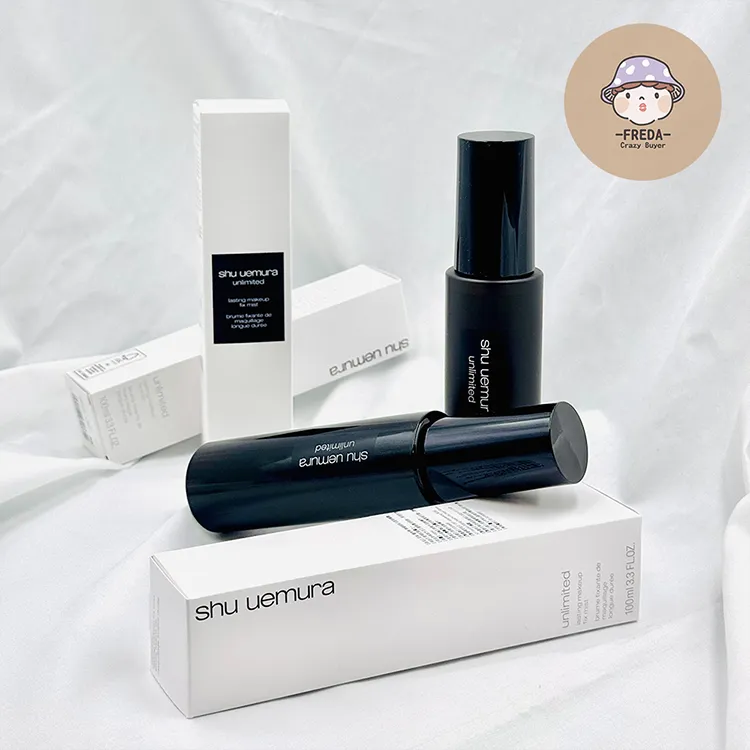 -FREDA-
Crazy Buyer
shu uemura
unlimited
lasting makeup
fix mist
brume fixante de
maquillage
longue durée
shu uemura
unlimited
shu uemur
unlimited
shu uemura
unlimited
shu uemura
unlimited
lasting makeup
fix mist
brume fixante de
maquillage
longue durée
100ml 3.3 FL.OZ.